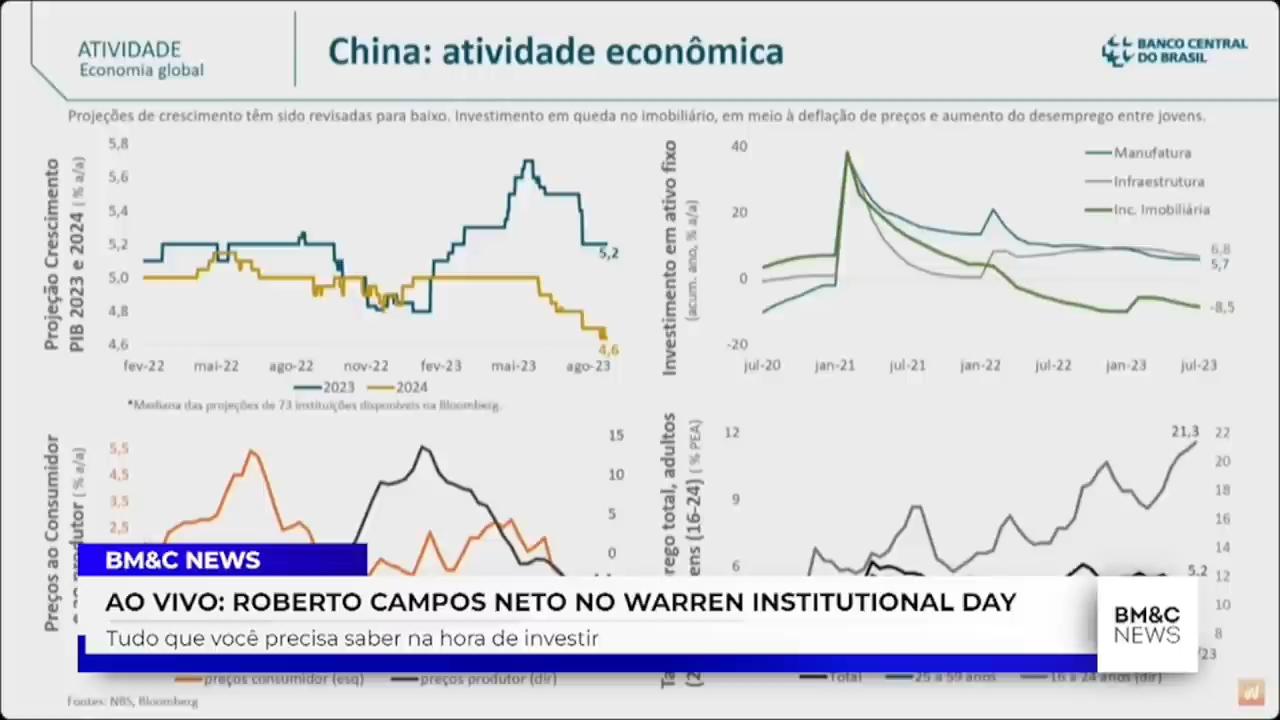 ATIVIDADE
Economia global
China: atividade econômica
BANCO CENTRAL
DO BRASIL
Projeções de crescimento têm sido revisadas para baixo. Investimento em queda no imobiliário, em meio à deflação de preços e aumento do desemprego entre jovens.
Projeção Crescimento
PIB 2023 e 2024 (% a/a)
5,8
5,6
5,4
5,2
5,0
4,8
4,6
5,2
4,6
fev-22 mai-22 ago-22 nov-22 fev-23 mai-23 ago-23
2023 2024
*Mediana das projeções de 73 instituições disponíveis na Bloomberg.
Investimento em ativo fixo
(acum. ano, % a/a)
40
20
0
-20
Manufatura
Infraestrutura
Inc. Imobiliária
6,8
5,7
-8,5
jul-20 jan-21 jul-21 jan-22 jul-22 jan-23 jul-23
Preços ao Consumidor
produtor (% a/a)
5,5
4,5
3,5
2,5
15
10
5
0
preços consumidor (esq) preços produtor (dir)
rego total, adultos
ens (16-24) (% PEA)
12
9
6
21,3
5,2
22
20
18
16
14
12
10
8
/23
Total 25 a 59 anos 16 a 24 anos (dir)
BM&C NEWS
AO VIVO: ROBERTO CAMPOS NETO NO WARREN INSTITUTIONAL DAY
Tudo que você precisa saber na hora de investir
BM&C
NEWS
Fontes: NBS, Bloomberg